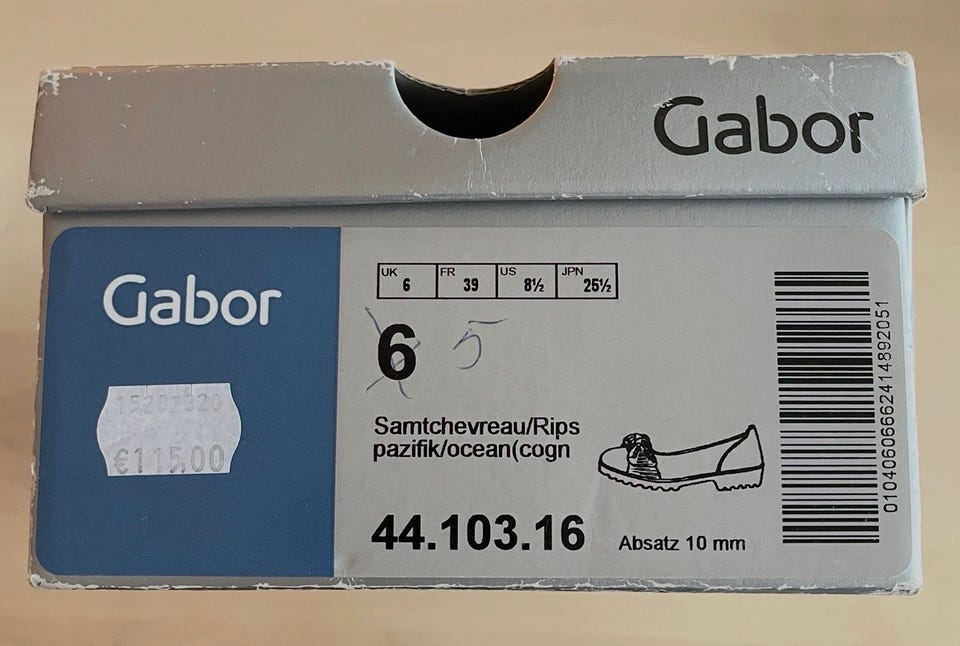 Gabor
Gabor
UK 6 FR 39 US 8½ JPN 25½
6 5
Samtchevreau/Rips
pazifik/ocean(cogn
44.103.16
Absatz 10 mm
€115,00
01040606662414892051